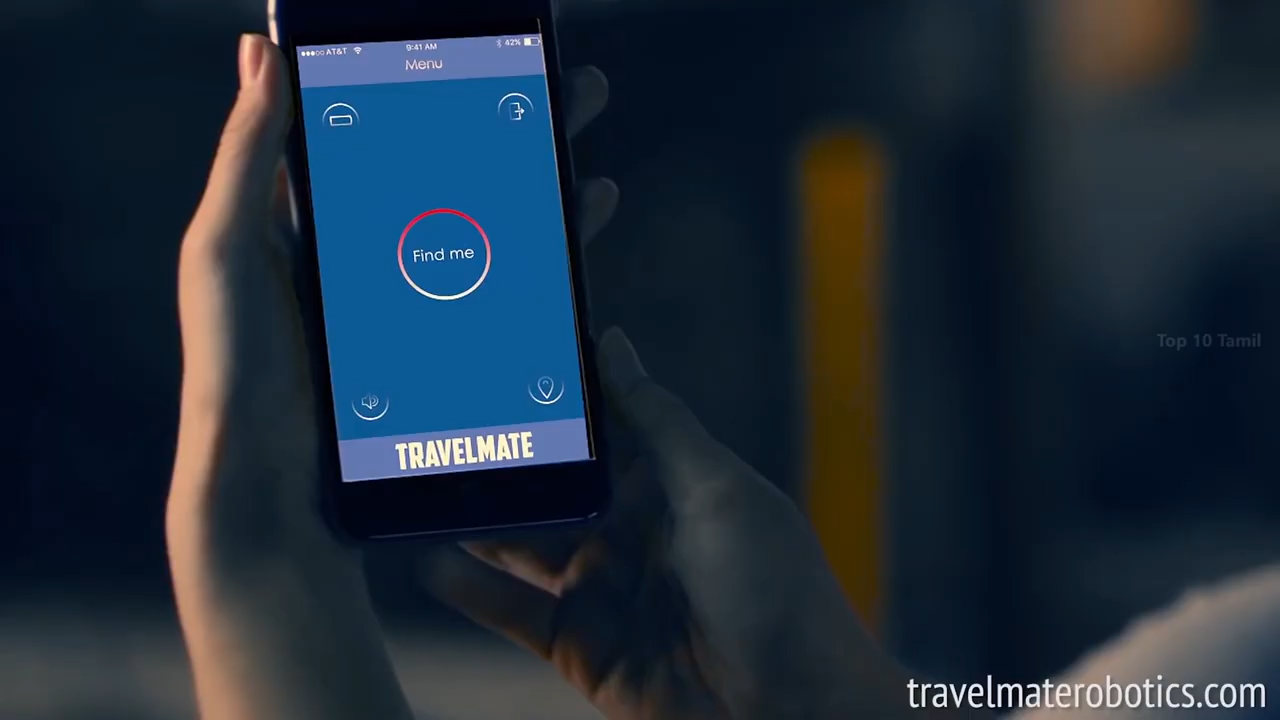 AT&T 9:41 AM 42%
Menu
Find me
TRAVELMATE
Top 10 Tamil
travelmaterobotics.com